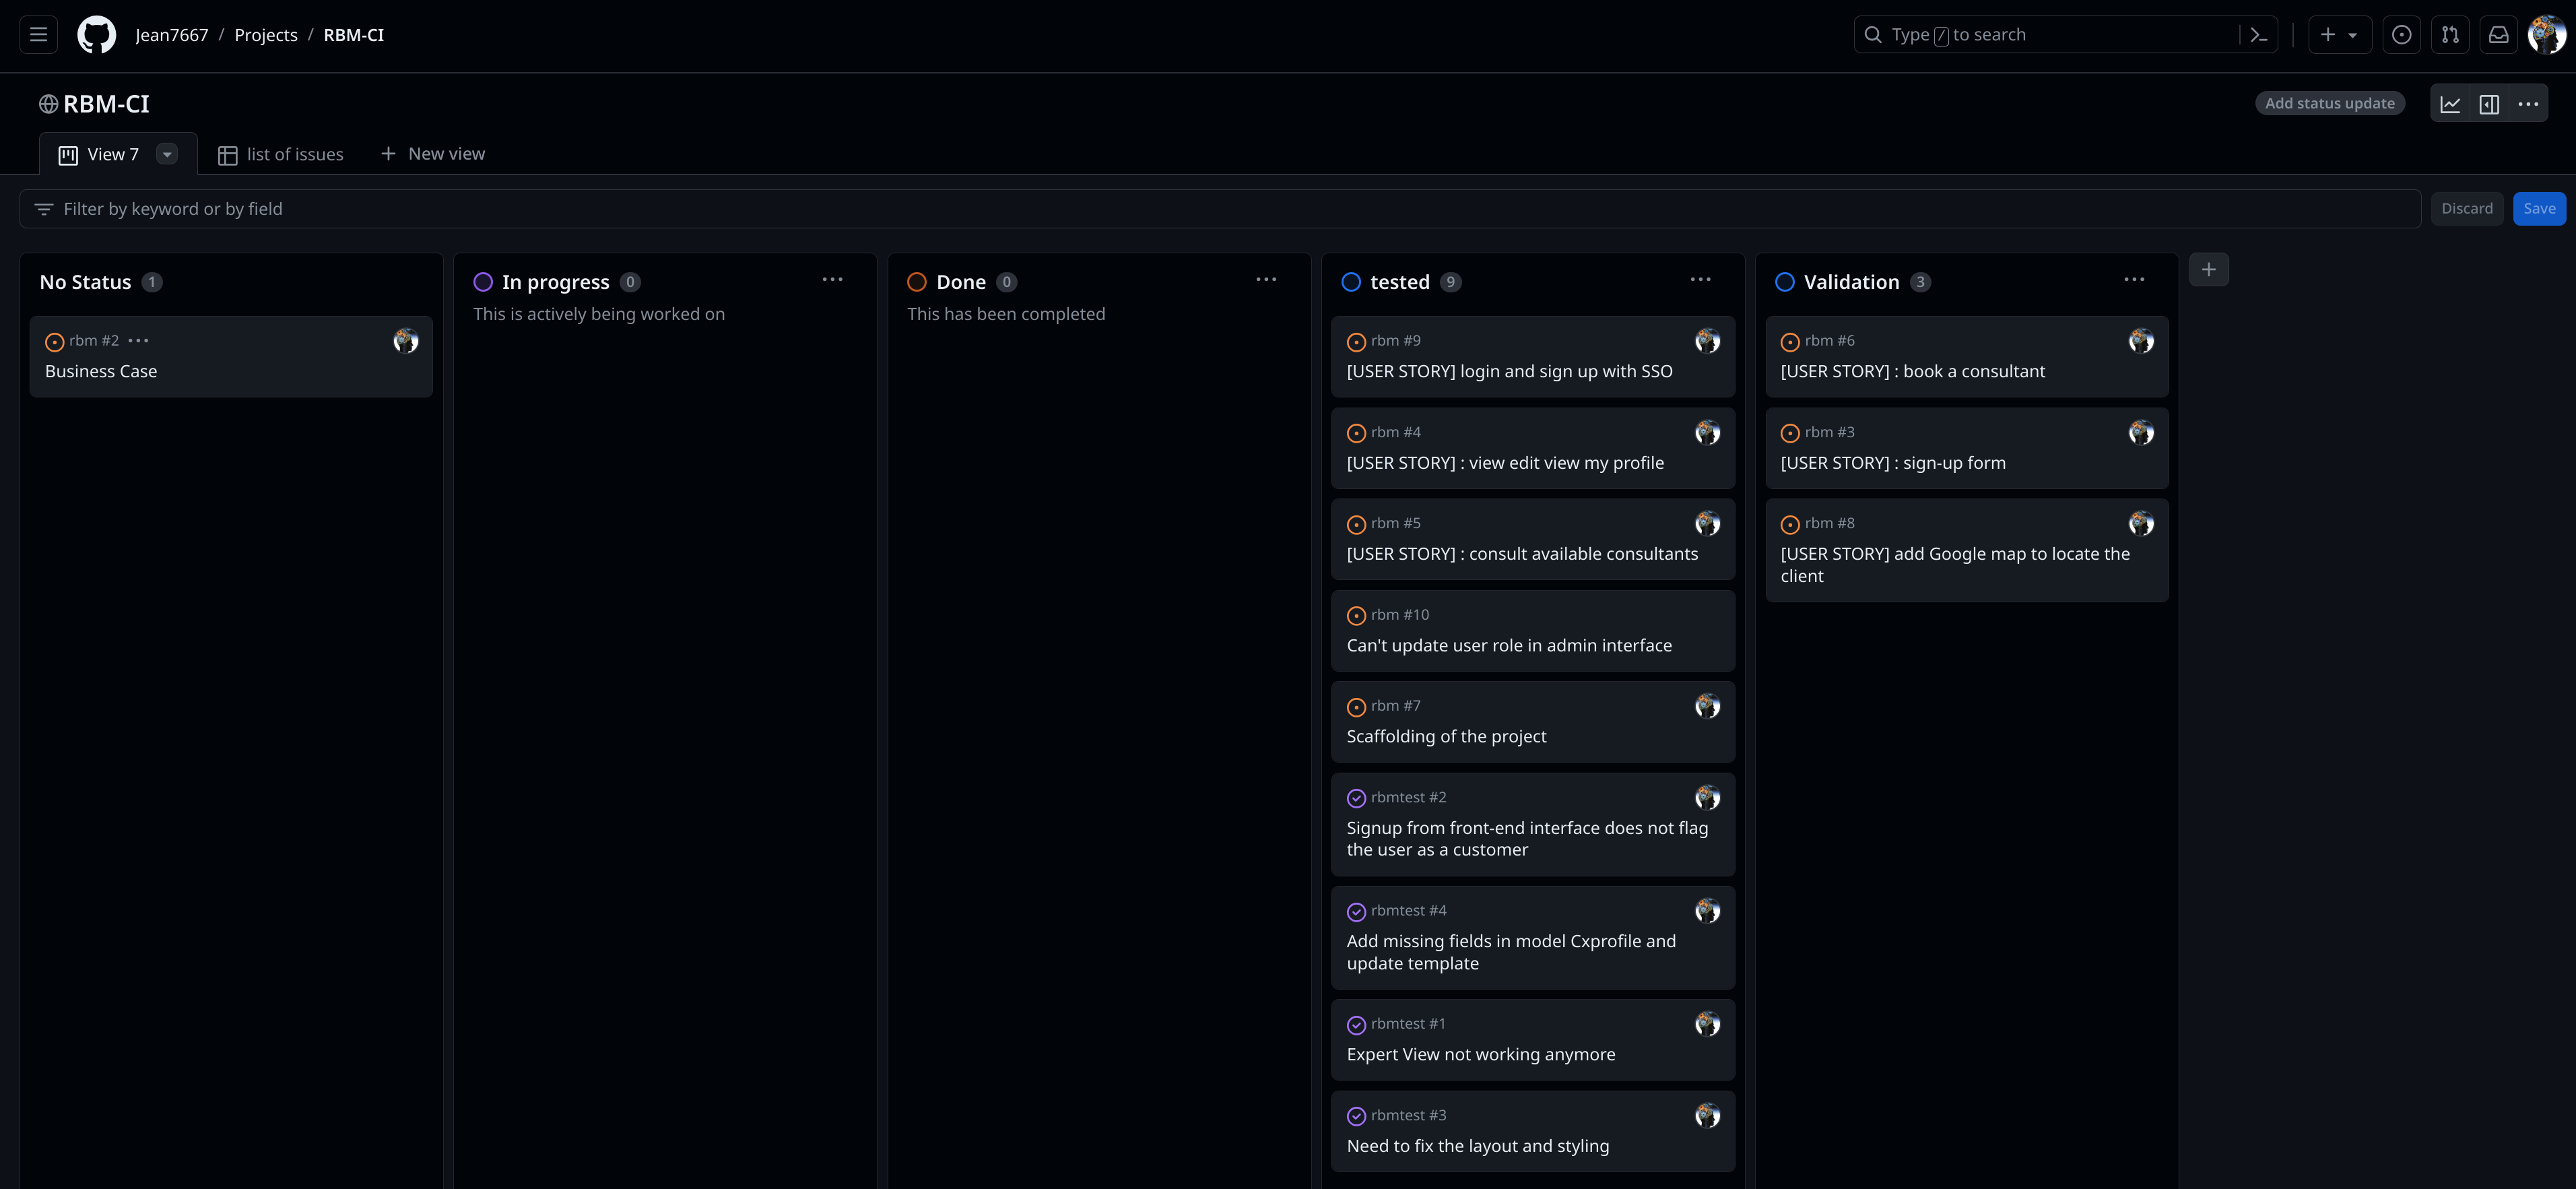 Jean7667 / Projects / RBM-CI
Type / to search
RBM-CI
Add status update
View 7
list of issues
New view
Filter by keyword or by field
Discard
Save
No Status 1
rbm #2
Business Case
In progress 0
This is actively being worked on
Done 0
This has been completed
tested 9
rbm #9
[USER STORY] login and sign up with SSO
rbm #4
[USER STORY] : view edit view my profile
rbm #5
[USER STORY] : consult available consultants
rbm #10
Can't update user role in admin interface
rbm #7
Scaffolding of the project
rbmtest #2
Signup from front-end interface does not flag
the user as a customer
rbmtest #4
Add missing fields in model Cxprofile and
update template
rbmtest #1
Expert View not working anymore
rbmtest #3
Need to fix the layout and styling
Validation 3
rbm #6
[USER STORY] : book a consultant
rbm #3
[USER STORY] : sign-up form
rbm #8
[USER STORY] add Google map to locate the
client